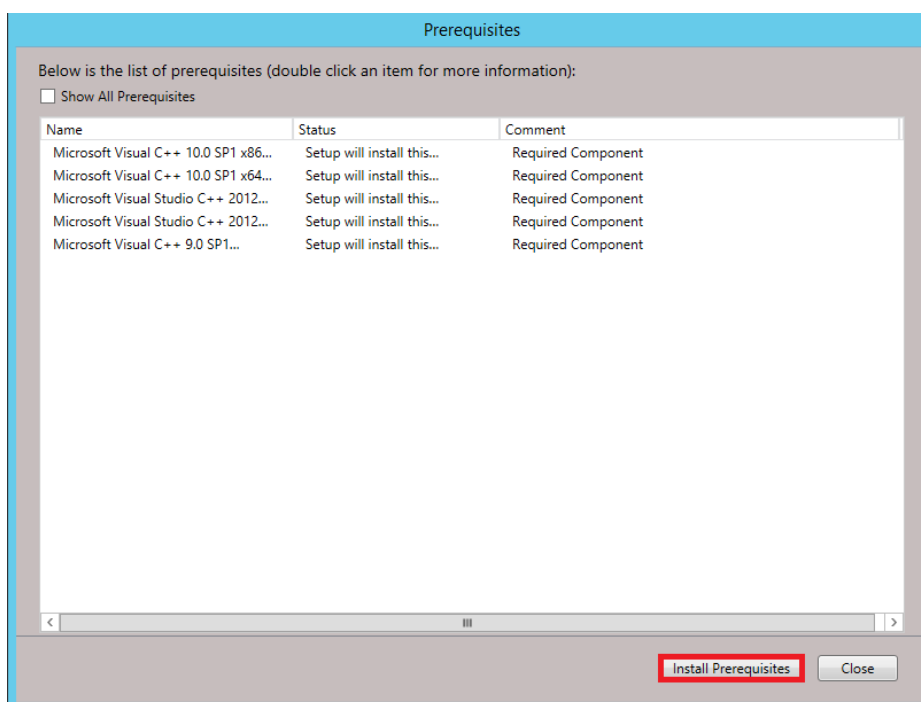 Prerequisites
Below is the list of prerequisites (double click an item for more information):
Show All Prerequisites
Name Status Comment
Microsoft Visual C++ 10.0 SP1 x86... Setup will install this... Required Component
Microsoft Visual C++ 10.0 SP1 x64... Setup will install this... Required Component
Microsoft Visual Studio C++ 2012... Setup will install this... Required Component
Microsoft Visual Studio C++ 2012... Setup will install this... Required Component
Microsoft Visual C++ 9.0 SP1... Setup will install this... Required Component
Install Prerequisites Close